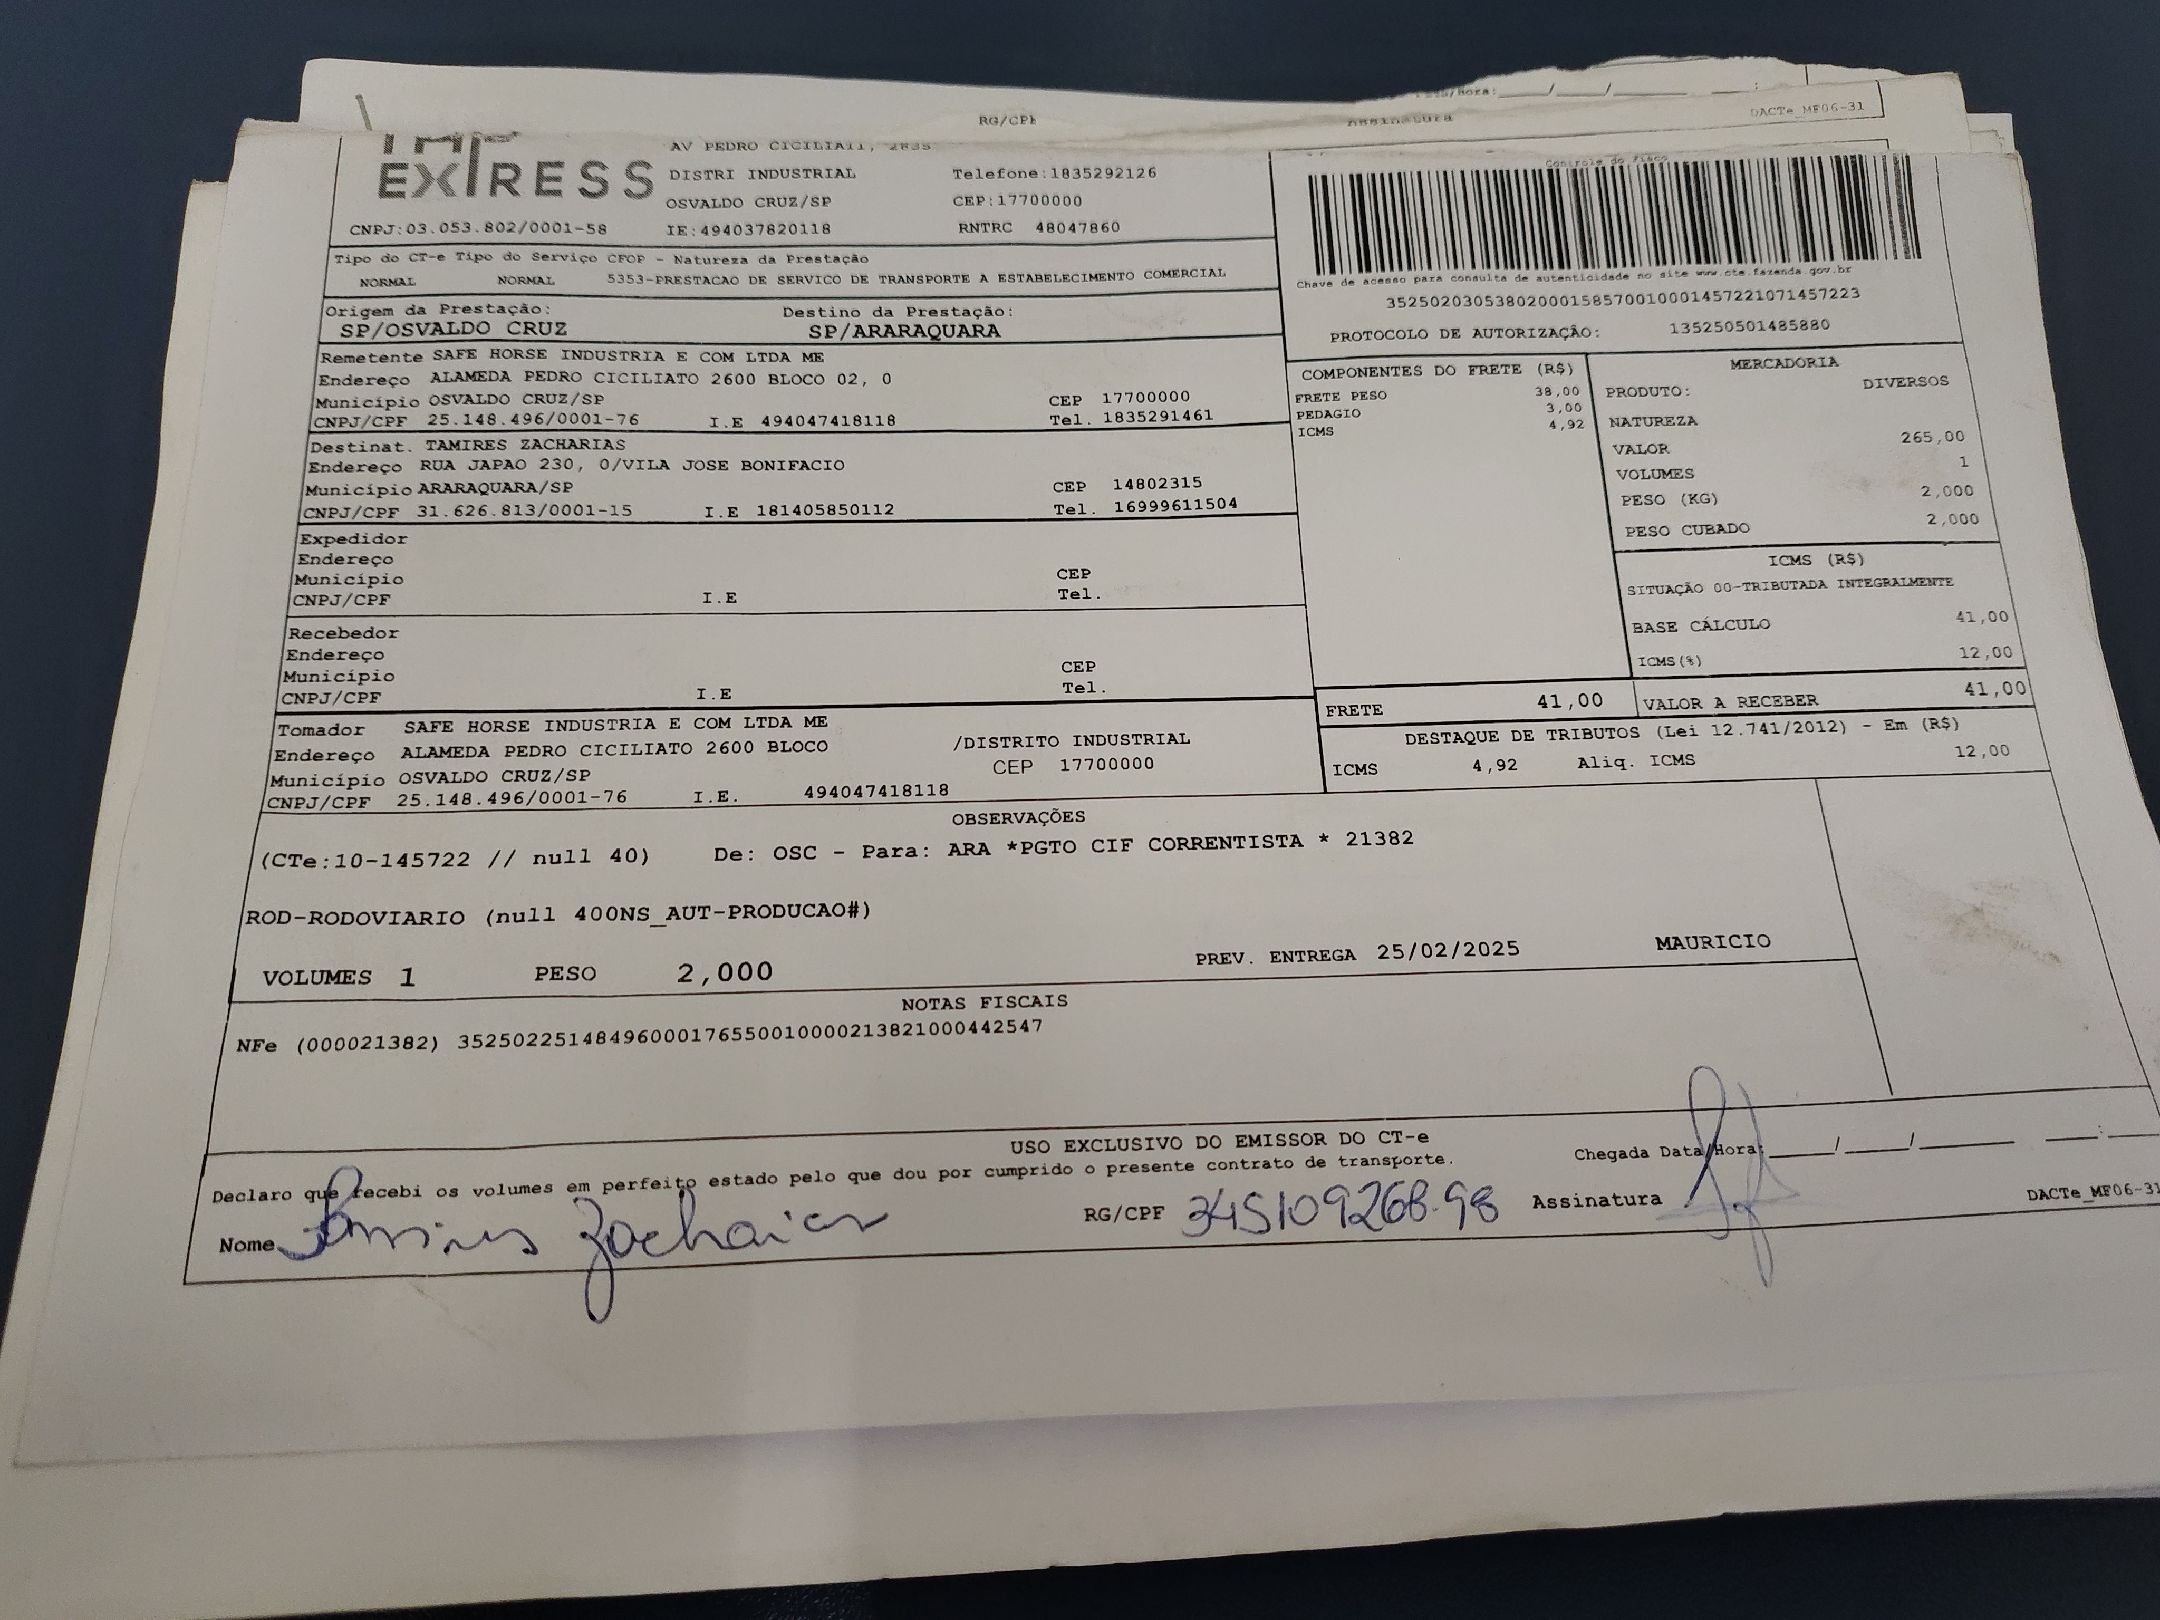 RG/CPF
DACTe_MF06-31
EXPRESS
AV PEDRO CICILIATI, 2835
DISTRI INDUSTRIAL Telefone:1835292126
OSVALDO CRUZ/SP CEP:17700000
CNPJ:03.053.802/0001-58 IE:494037820118 RNTRC 48047860
Controle do Fisco
Chave de acesso para consulta de autenticidade no site www.cte.fazenda.gov.br
35250203053802000158570010001457221071457223
PROTOCOLO DE AUTORIZAÇÃO: 135250501485880
Tipo do CT-e Tipo do Serviço CFOP - Natureza da Prestação
NORMAL NORMAL 5353-PRESTACAO DE SERVICO DE TRANSPORTE A ESTABELECIMENTO COMERCIAL
Origem da Prestação: Destino da Prestação:
SP/OSVALDO CRUZ SP/ARARAQUARA
Remetente SAFE HORSE INDUSTRIA E COM LTDA ME
Endereço ALAMEDA PEDRO CICILIATO 2600 BLOCO 02, 0
Município OSVALDO CRUZ/SP CEP 17700000
CNPJ/CPF 25.148.496/0001-76 I.E 494047418118 Tel. 1835291461
Destinat. TAMIRES ZACHARIAS
Endereço RUA JAPAO 230, 0/VILA JOSE BONIFACIO
Município ARARAQUARA/SP CEP 14802315
CNPJ/CPF 31.626.813/0001-15 I.E 181405850112 Tel. 16999611504
Expedidor
Endereço
Município CEP
CNPJ/CPF I.E Tel.
Recebedor
Endereço
Município CEP
CNPJ/CPF I.E Tel.
Tomador SAFE HORSE INDUSTRIA E COM LTDA ME
Endereço ALAMEDA PEDRO CICILIATO 2600 BLOCO /DISTRITO INDUSTRIAL
Município OSVALDO CRUZ/SP CEP 17700000
CNPJ/CPF 25.148.496/0001-76 I.E. 494047418118
COMPONENTES DO FRETE (R$)
FRETE PESO 38,00
PEDAGIO 3,00
ICMS 4,92
MERCADORIA
PRODUTO: DIVERSOS
NATUREZA
VALOR 265,00
VOLUMES 1
PESO (KG) 2,000
PESO CUBADO 2,000
ICMS (R$)
SITUAÇÃO 00-TRIBUTADA INTEGRALMENTE
BASE CÁLCULO 41,00
ICMS(%) 12,00
FRETE 41,00 VALOR A RECEBER 41,00
DESTAQUE DE TRIBUTOS (Lei 12.741/2012) - Em (R$)
ICMS 4,92 Aliq. ICMS 12,00
OBSERVAÇÕES
(CTe:10-145722 // null 40) De: OSC - Para: ARA *PGTO CIF CORRENTISTA * 21382
ROD-RODOVIARIO (null 400NS_AUT-PRODUCAO#)
VOLUMES 1 PESO 2,000 PREV. ENTREGA 25/02/2025 MAURICIO
NOTAS FISCAIS
NFe (000021382) 35250225148496000176550010000213821000442547
USO EXCLUSIVO DO EMISSOR DO CT-e
Declaro que recebi os volumes em perfeito estado pelo que dou por cumprido o presente contrato de transporte.
Chegada Data/Hora:____/____/______ ___:___
Nome Tamires Zacharias RG/CPF 345109268-98 Assinatura
DACTe_MF06-31